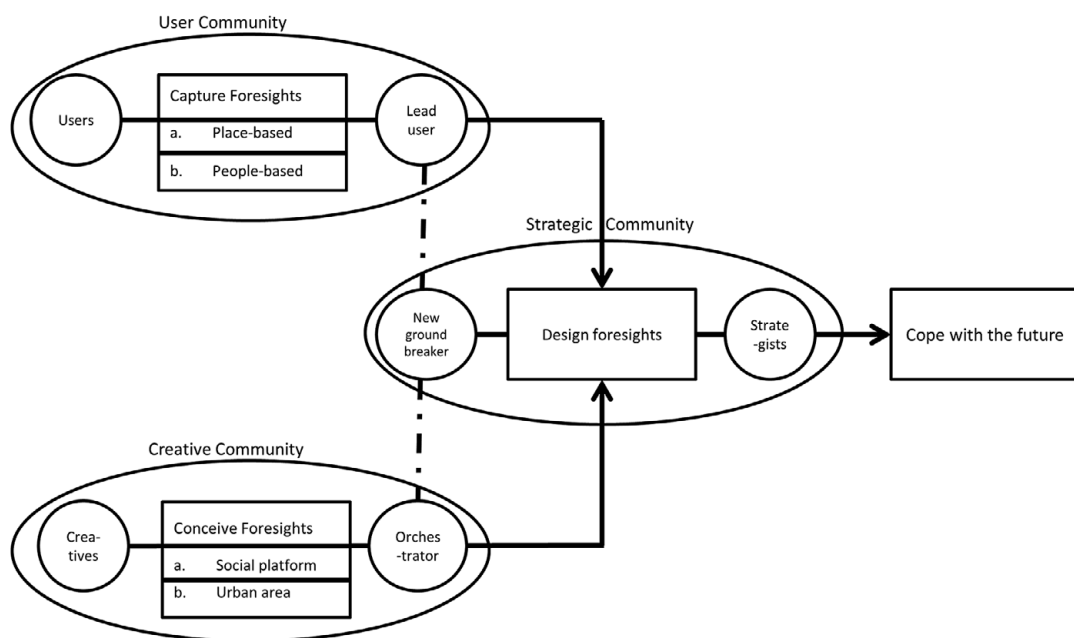 User Community
Users
Capture Foresights
a. Place-based
b. People-based
Lead
user
Strategic Community
New
ground
breaker
Design foresights
Strate
-gists
Cope with the future
Creative Community
Crea-
tives
Conceive Foresights
a. Social platform
b. Urban area
Orches
-trator